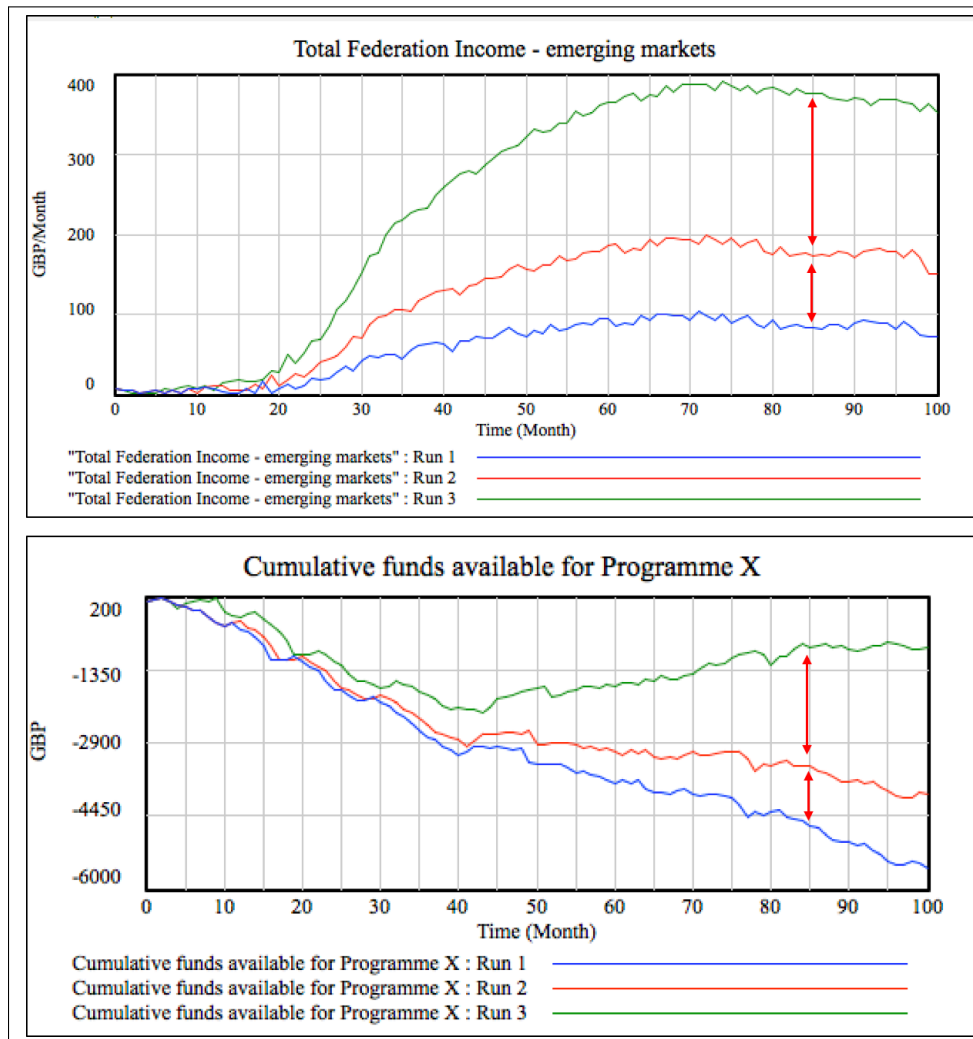 Total Federation Income - emerging markets
400
300
200
100
0
GBP/Month
0 10 20 30 40 50 60 70 80 90 100
Time (Month)
"Total Federation Income - emerging markets" : Run 1
"Total Federation Income - emerging markets" : Run 2
"Total Federation Income - emerging markets" : Run 3
Cumulative funds available for Programme X
200
-1350
-2900
-4450
-6000
GBP
0 10 20 30 40 50 60 70 80 90 100
Time (Month)
Cumulative funds available for Programme X : Run 1
Cumulative funds available for Programme X : Run 2
Cumulative funds available for Programme X : Run 3